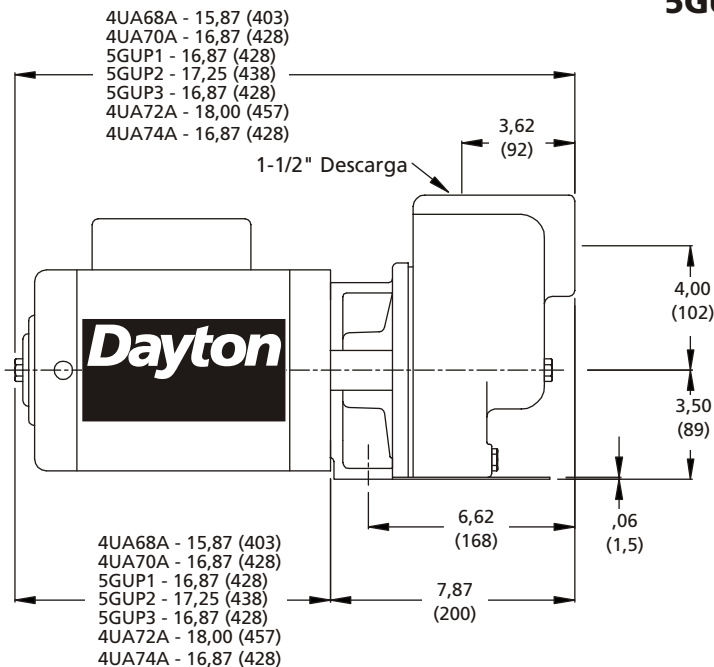 5GU
4UA68A - 15,87 (403)
4UA70A - 16,87 (428)
5GUP1 - 16,87 (428)
5GUP2 - 17,25 (438)
5GUP3 - 16,87 (428)
4UA72A - 18,00 (457)
4UA74A - 16,87 (428)
3,62
(92)
1-1/2" Descarga
4,00
(102)
Dayton
3,50
(89)
6,62
(168)
,06
(1,5)
4UA68A - 15,87 (403)
4UA70A - 16,87 (428)
5GUP1 - 16,87 (428)
5GUP2 - 17,25 (438)
5GUP3 - 16,87 (428)
4UA72A - 18,00 (457)
4UA74A - 16,87 (428)
7,87
(200)